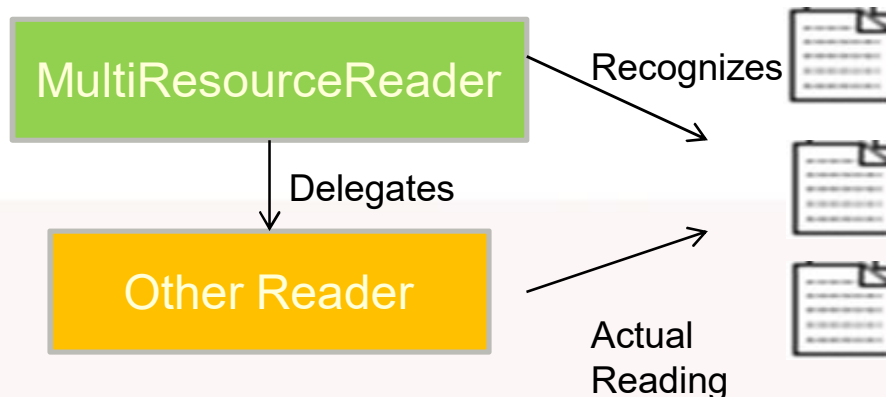 MultiResourceReader
Recognizes
Delegates
Other Reader
Actual
Reading